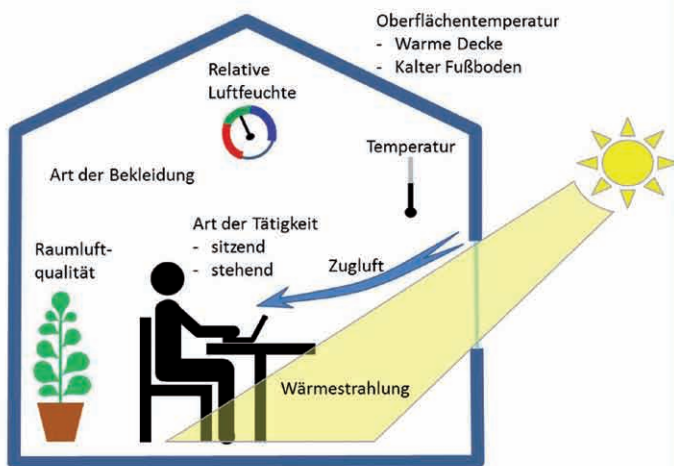 Oberflächentemperatur
- Warme Decke
- Kalter Fußboden
Relative
Luftfeuchte
Temperatur
Art der Bekleidung
Art der Tätigkeit
- sitzend
- stehend
Raumluft-
qualität
Zugluft
Wärmestrahlung